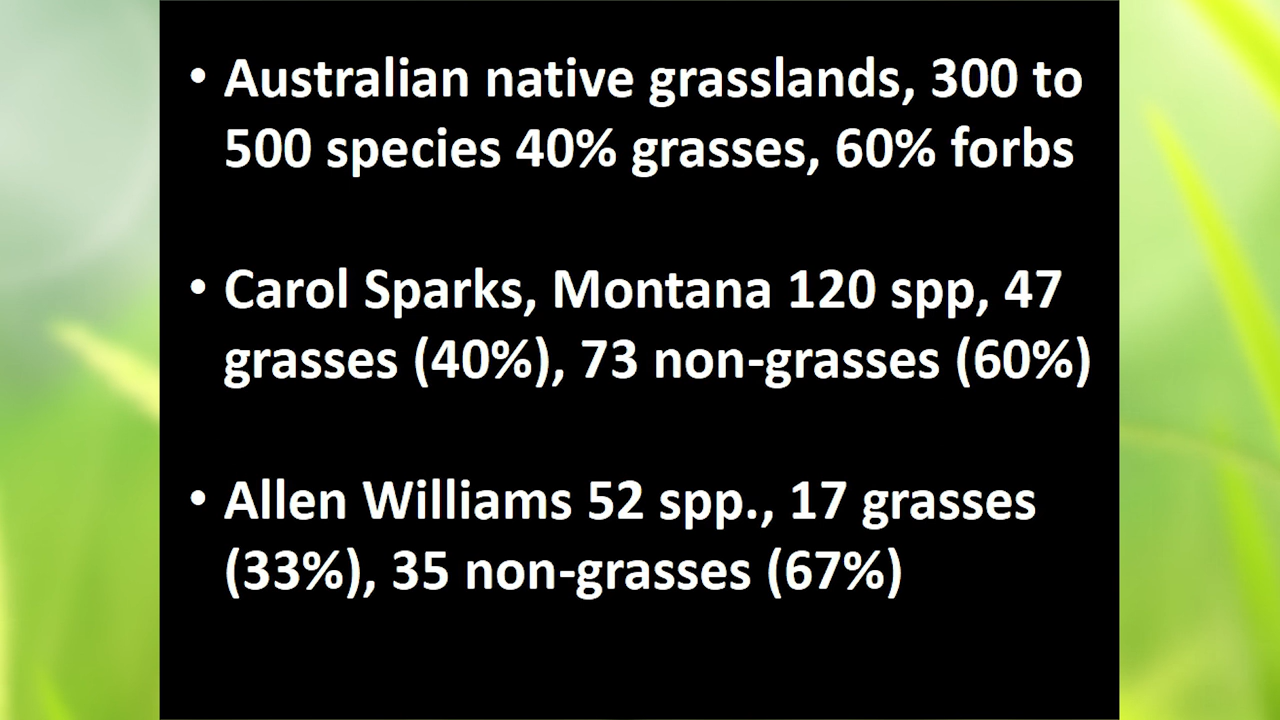 • Australian native grasslands, 300 to
500 species 40% grasses, 60% forbs
• Carol Sparks, Montana 120 spp, 47
grasses (40%), 73 non-grasses (60%)
• Allen Williams 52 spp., 17 grasses
(33%), 35 non-grasses (67%)